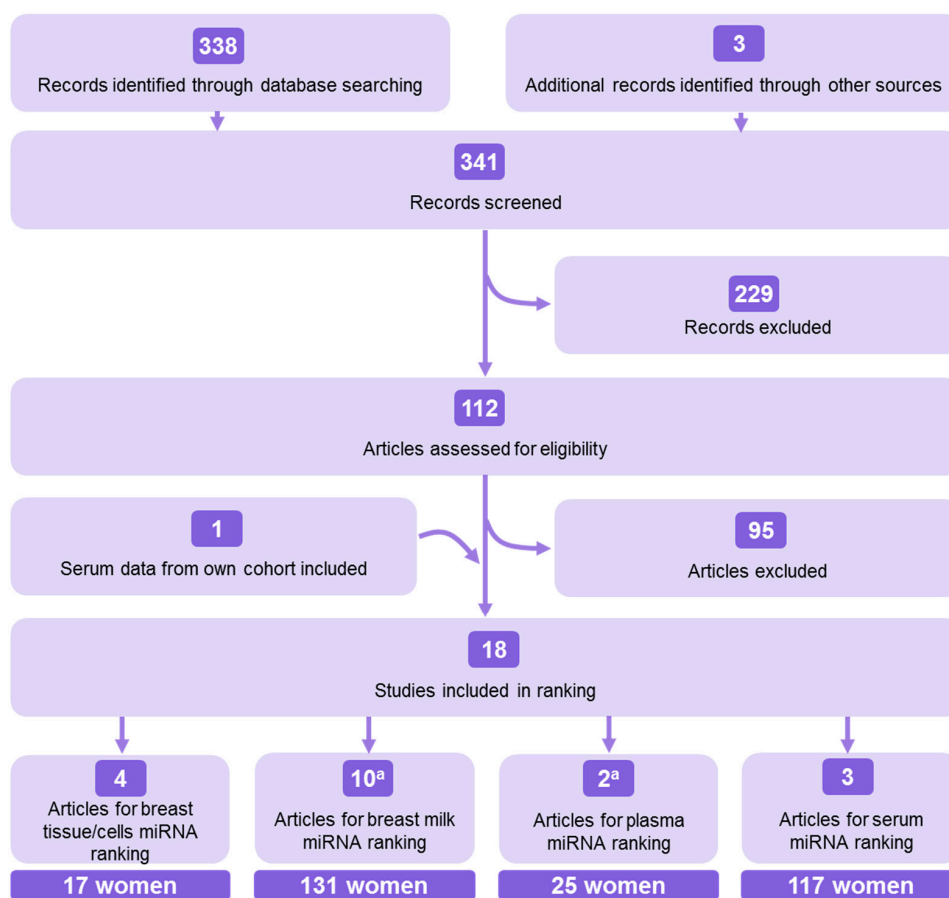 338
Records identified through database searching
3
Additional records identified through other sources
341
Records screened
229
Records excluded
112
Articles assessed for eligibility
1
Serum data from own cohort included
95
Articles excluded
18
Studies included in ranking
4
Articles for breast
tissue/cells miRNA
ranking
17 women
10ᵃ
Articles for breast milk
miRNA ranking
131 women
2ᵃ
Articles for plasma
miRNA ranking
25 women
3
Articles for serum
miRNA ranking
117 women